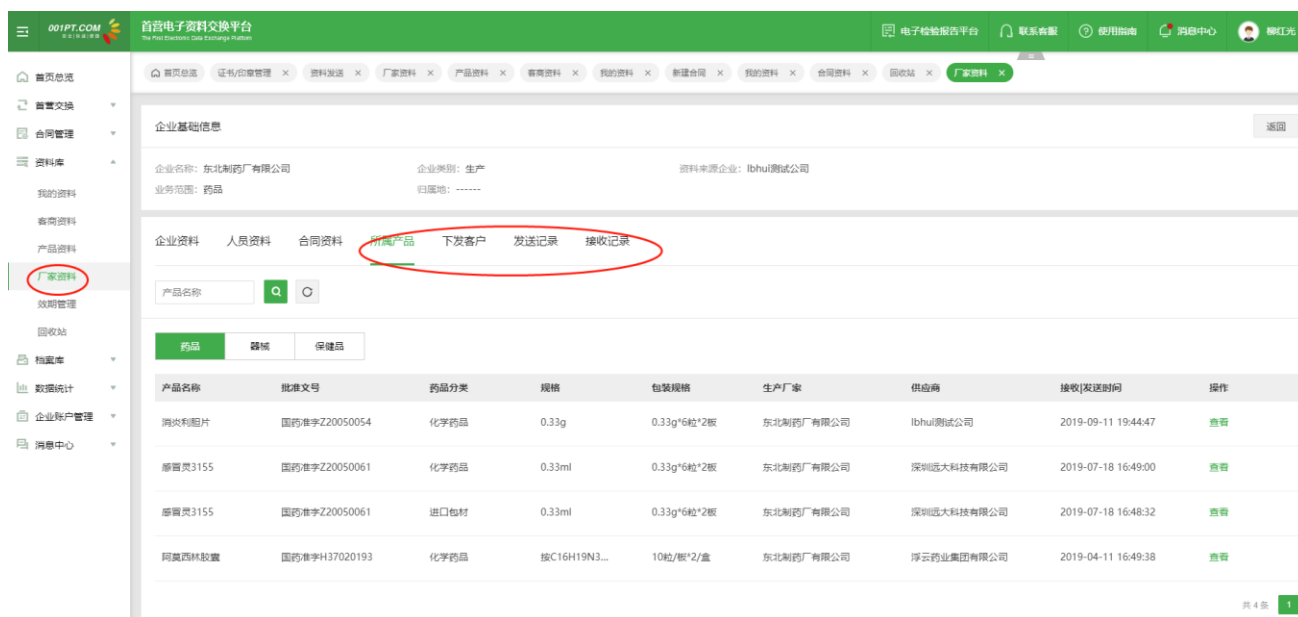 001PT.COM
首营电子资料交换平台
The First Electronic Data Exchange Platform
电子检验报告平台 联系客服 使用指南 消息中心 柳红光
首页总览 证书/印章管理 × 资料发送 × 厂家资料 × 产品资料 × 客商资料 × 我的资料 × 新建合同 × 我的资料 × 合同资料 × 回收站 × 厂家资料 ×
首页总览
首营交换
合同管理
资料库
我的资料
客商资料
产品资料
厂家资料
效期管理
回收站
档案库
数据统计
企业账户管理
消息中心
企业基础信息 返回
企业名称: 东北制药厂有限公司 企业类别: 生产 资料来源企业: lbhui测试公司
业务范围: 药品 归属地: ------
企业资料 人员资料 合同资料 所属产品 下发客户 发送记录 接收记录
产品名称
药品 器械 保健品
产品名称 批准文号 药品分类 规格 包装规格 生产厂家 供应商 接收|发送时间 操作
消炎利胆片 国药准字Z20050054 化学药品 0.33g 0.33g*6粒*2板 东北制药厂有限公司 lbhui测试公司 2019-09-11 19:44:47 查看
感冒灵3155 国药准字Z20050061 化学药品 0.33ml 0.33g*6粒*2板 东北制药厂有限公司 深圳远大科技有限公司 2019-07-18 16:49:00 查看
感冒灵3155 国药准字Z20050061 进口包材 0.33ml 0.33g*6粒*2板 东北制药厂有限公司 深圳远大科技有限公司 2019-07-18 16:48:32 查看
阿莫西林胶囊 国药准字H37020193 化学药品 按C16H19N3... 10粒/板*2/盒 东北制药厂有限公司 浮云药业集团有限公司 2019-04-11 16:49:38 查看
共 4 条 1